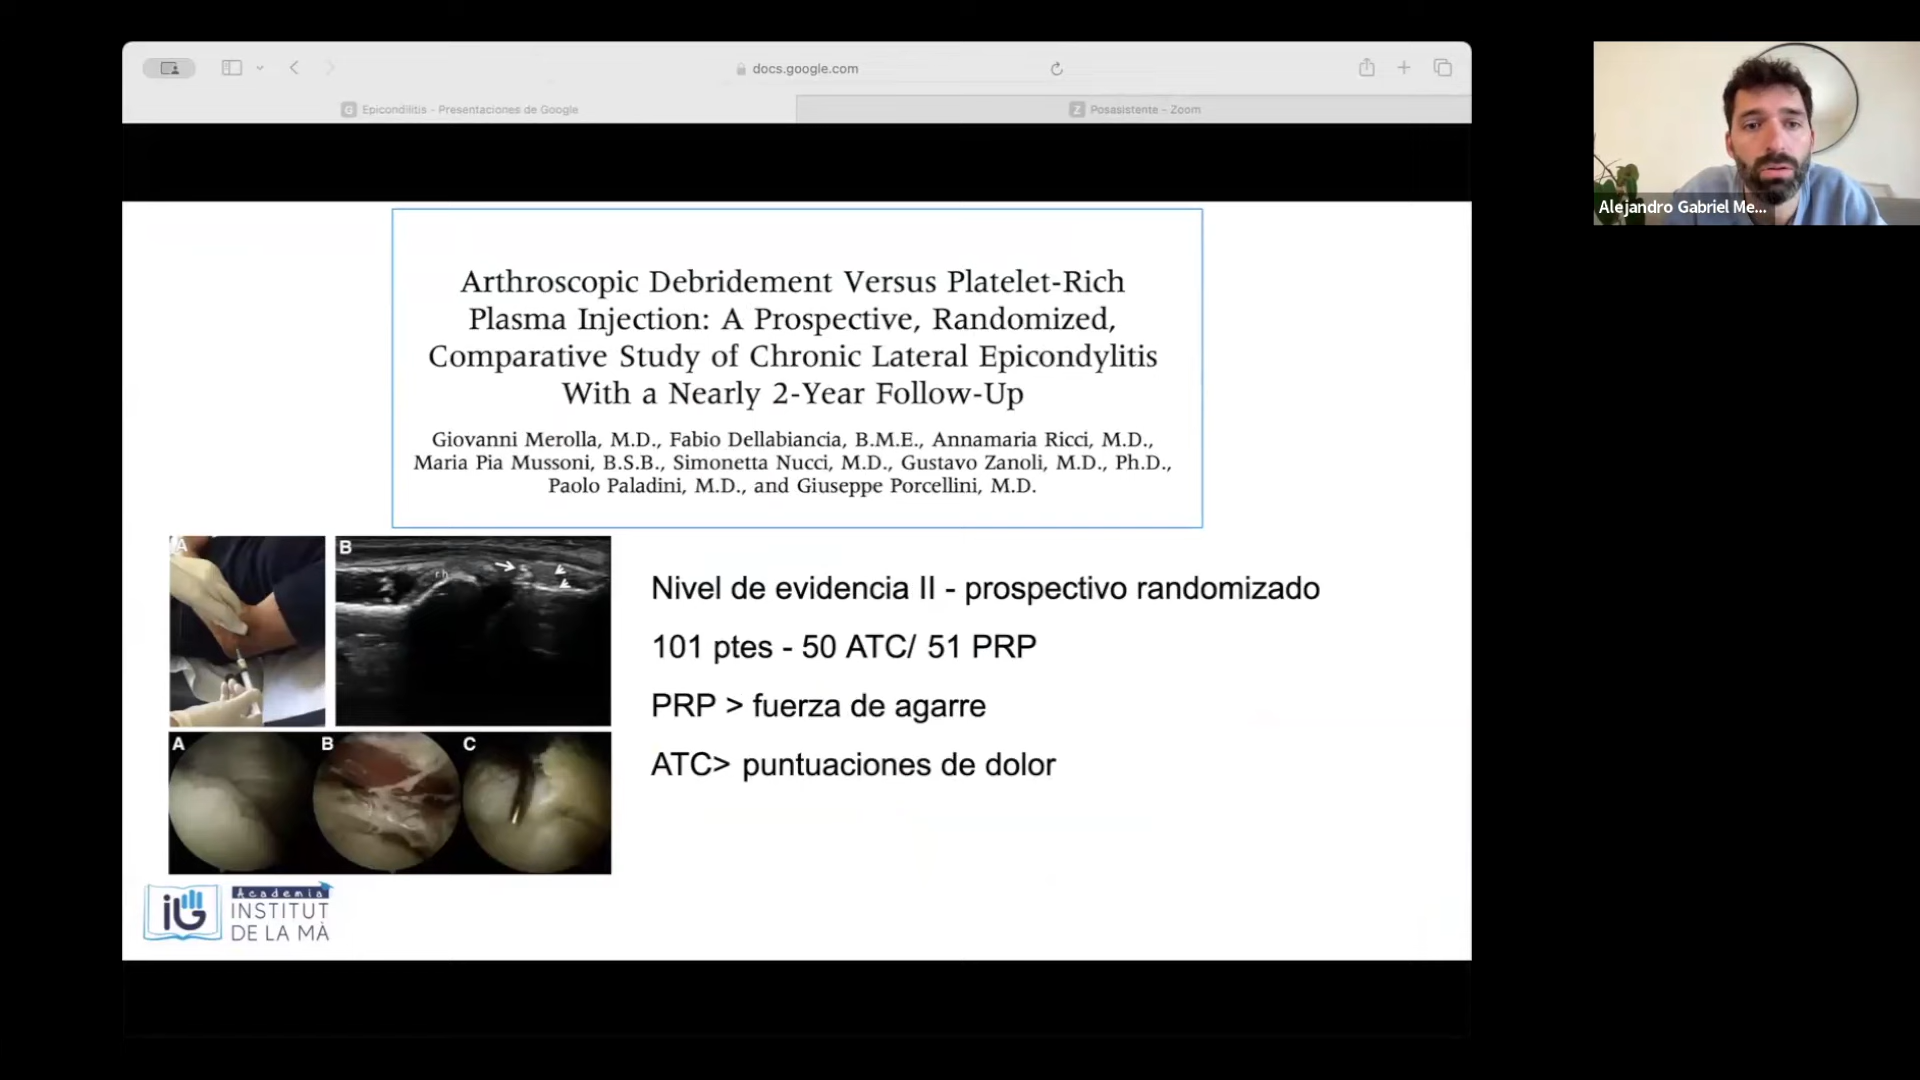 docs.google.com
Epicondilitis - Presentaciones de Google
Posasistente - Zoom
Alejandro Gabriel Me...
Arthroscopic Debridement Versus Platelet-Rich
Plasma Injection: A Prospective, Randomized,
Comparative Study of Chronic Lateral Epicondylitis
With a Nearly 2-Year Follow-Up
Giovanni Merolla, M.D., Fabio Dellabiancia, B.M.E., Annamaria Ricci, M.D.,
Maria Pia Mussoni, B.S.B., Simonetta Nucci, M.D., Gustavo Zanoli, M.D., Ph.D.,
Paolo Paladini, M.D., and Giuseppe Porcellini, M.D.
A
B
rh
Nivel de evidencia II - prospectivo randomizado
101 ptes - 50 ATC/ 51 PRP
PRP > fuerza de agarre
ATC> puntuaciones de dolor
A
B
C
Academia
INSTITUT
DE LA MÀ